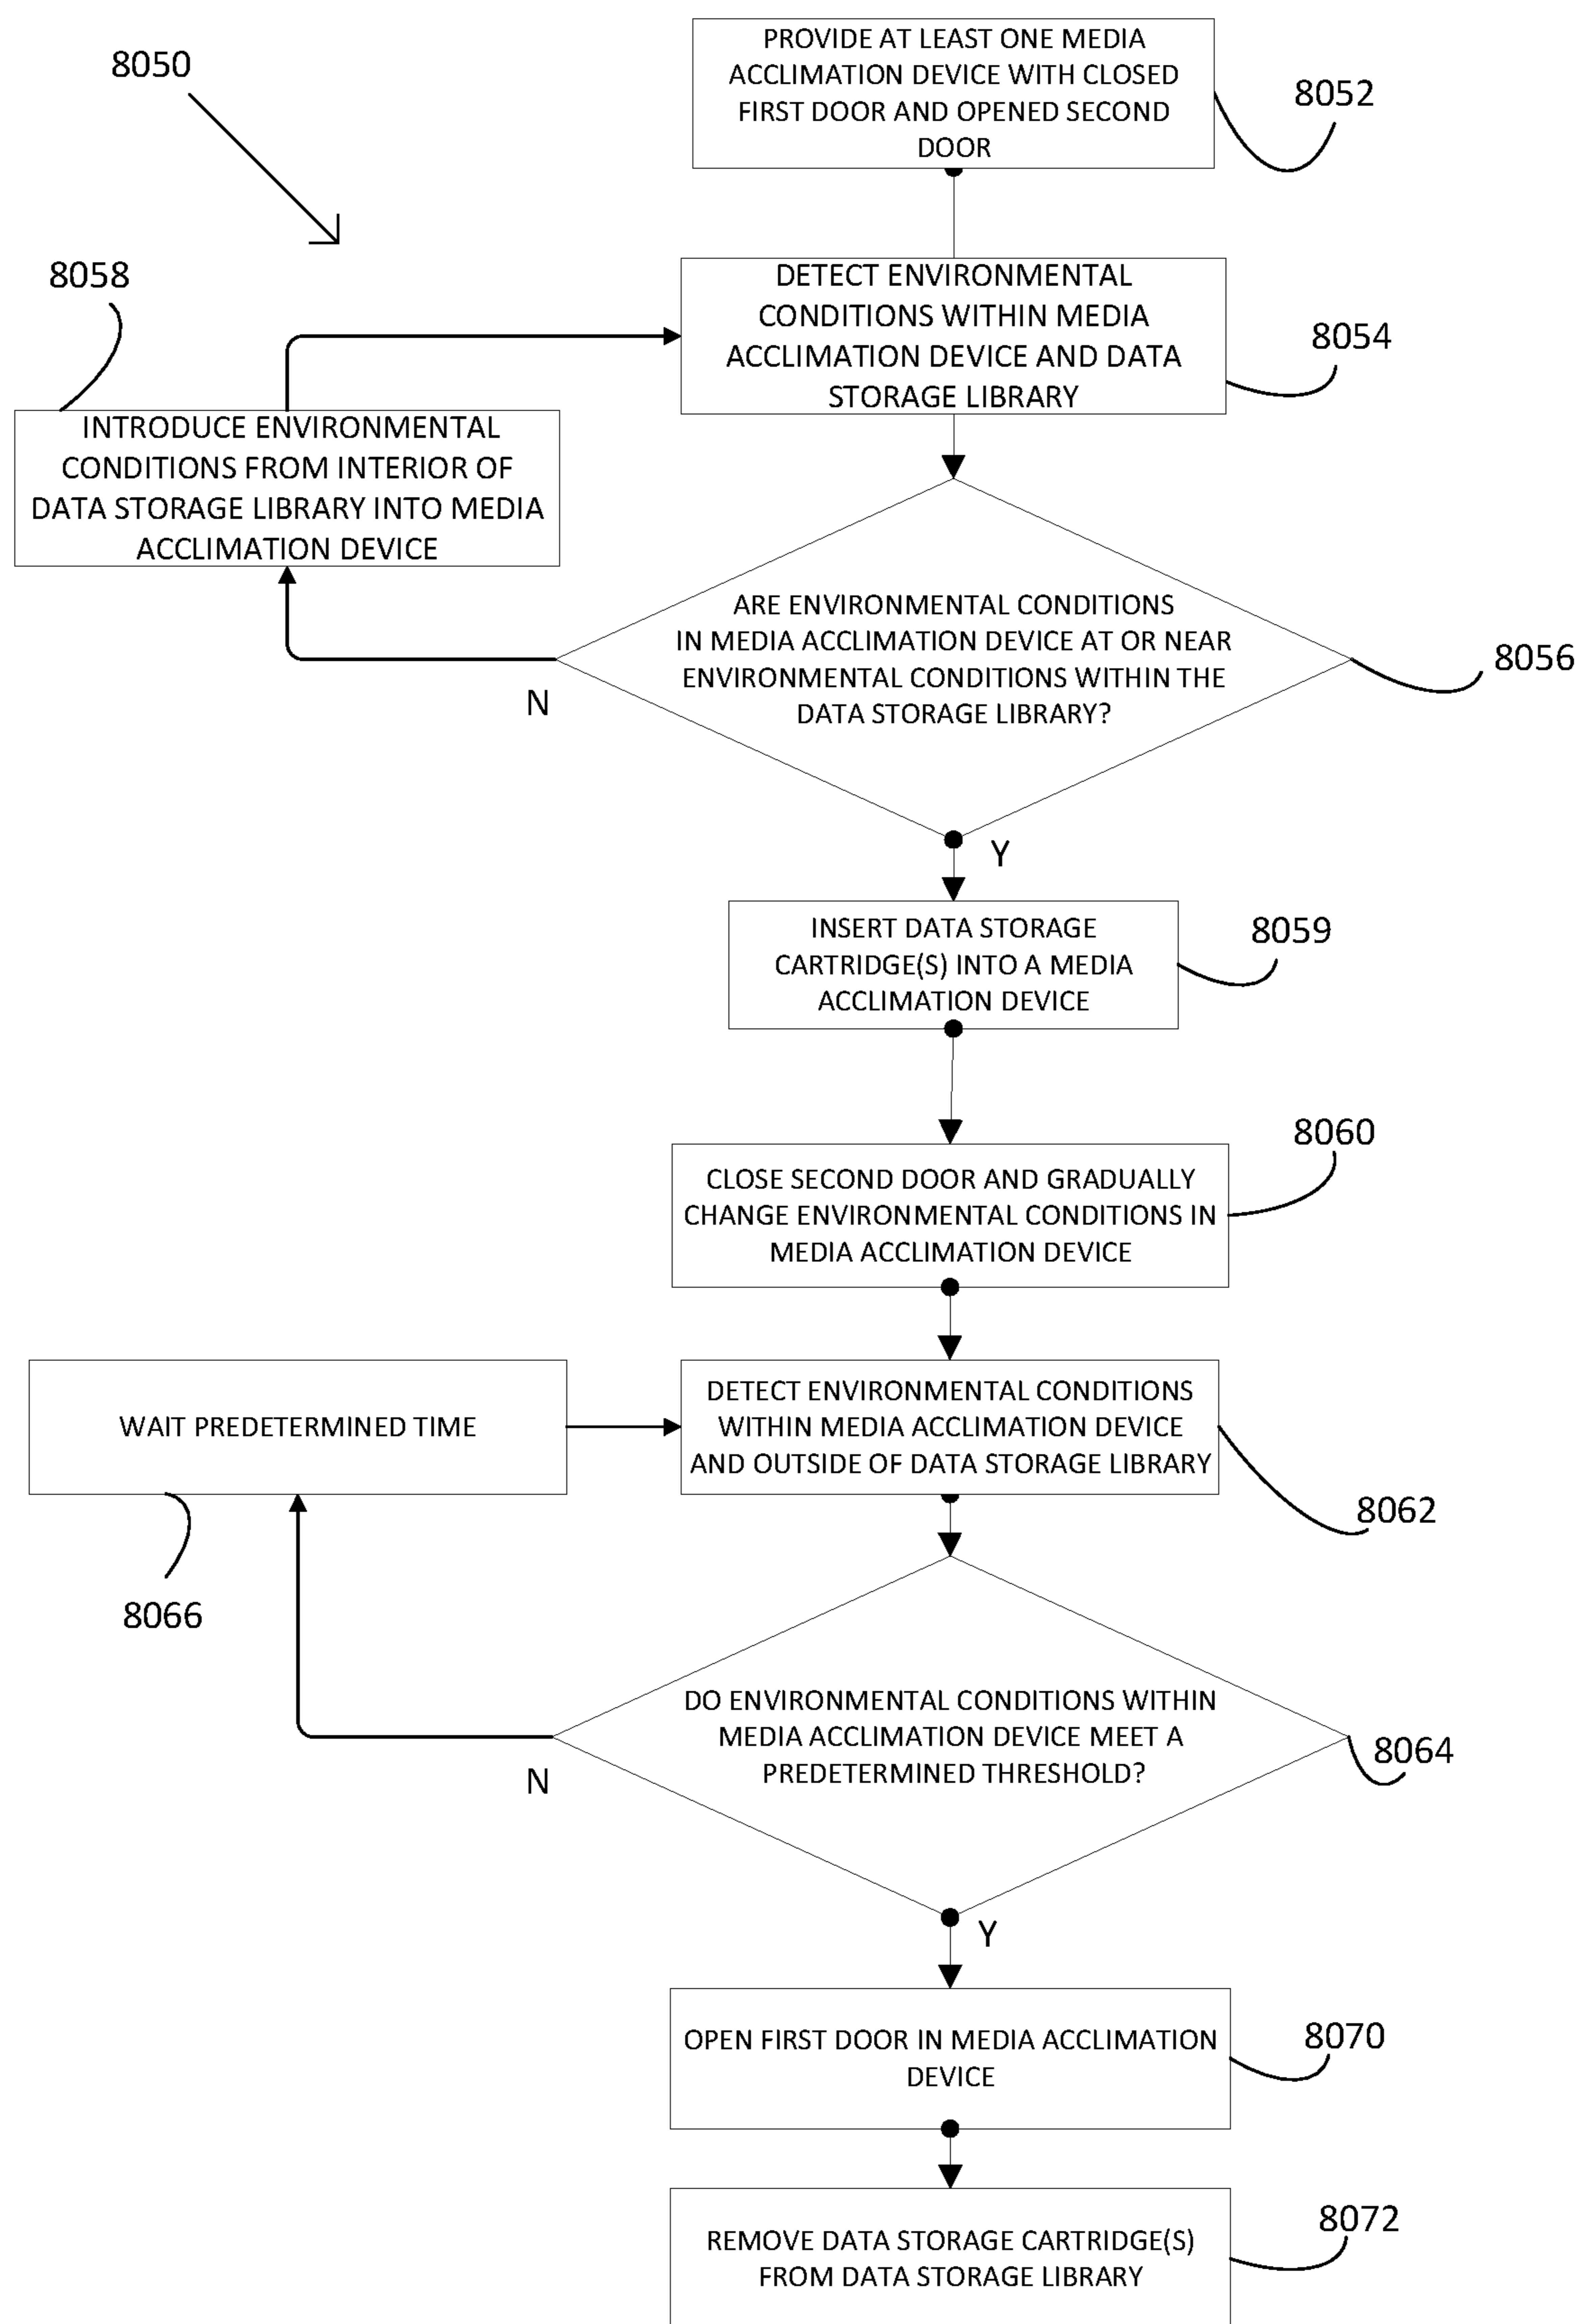 PROVIDE AT LEAST ONE MEDIA
ACCLIMATION DEVICE WITH CLOSED
FIRST DOOR AND OPENED SECOND
DOOR
8050
8052
DETECT ENVIRONMENTAL
CONDITIONS WITHIN MEDIA
ACCLIMATION DEVICE AND DATA
STORAGE LIBRARY
8054
8058
INTRODUCE ENVIRONMENTAL
CONDITIONS FROM INTERIOR OF
DATA STORAGE LIBRARY INTO MEDIA
ACCLIMATION DEVICE
ARE ENVIRONMENTAL CONDITIONS
IN MEDIA ACCLIMATION DEVICE AT OR NEAR
ENVIRONMENTAL CONDITIONS WITHIN THE
DATA STORAGE LIBRARY?
8056
N
Y
INSERT DATA STORAGE
CARTRIDGE(S) INTO A MEDIA
ACCLIMATION DEVICE
8059
CLOSE SECOND DOOR AND GRADUALLY
CHANGE ENVIRONMENTAL CONDITIONS IN
MEDIA ACCLIMATION DEVICE
8060
WAIT PREDETERMINED TIME
8066
DETECT ENVIRONMENTAL CONDITIONS
WITHIN MEDIA ACCLIMATION DEVICE
AND OUTSIDE OF DATA STORAGE LIBRARY
8062
DO ENVIRONMENTAL CONDITIONS WITHIN
MEDIA ACCLIMATION DEVICE MEET A
PREDETERMINED THRESHOLD?
8064
N
Y
OPEN FIRST DOOR IN MEDIA ACCLIMATION
DEVICE
8070
REMOVE DATA STORAGE CARTRIDGE(S)
FROM DATA STORAGE LIBRARY
8072